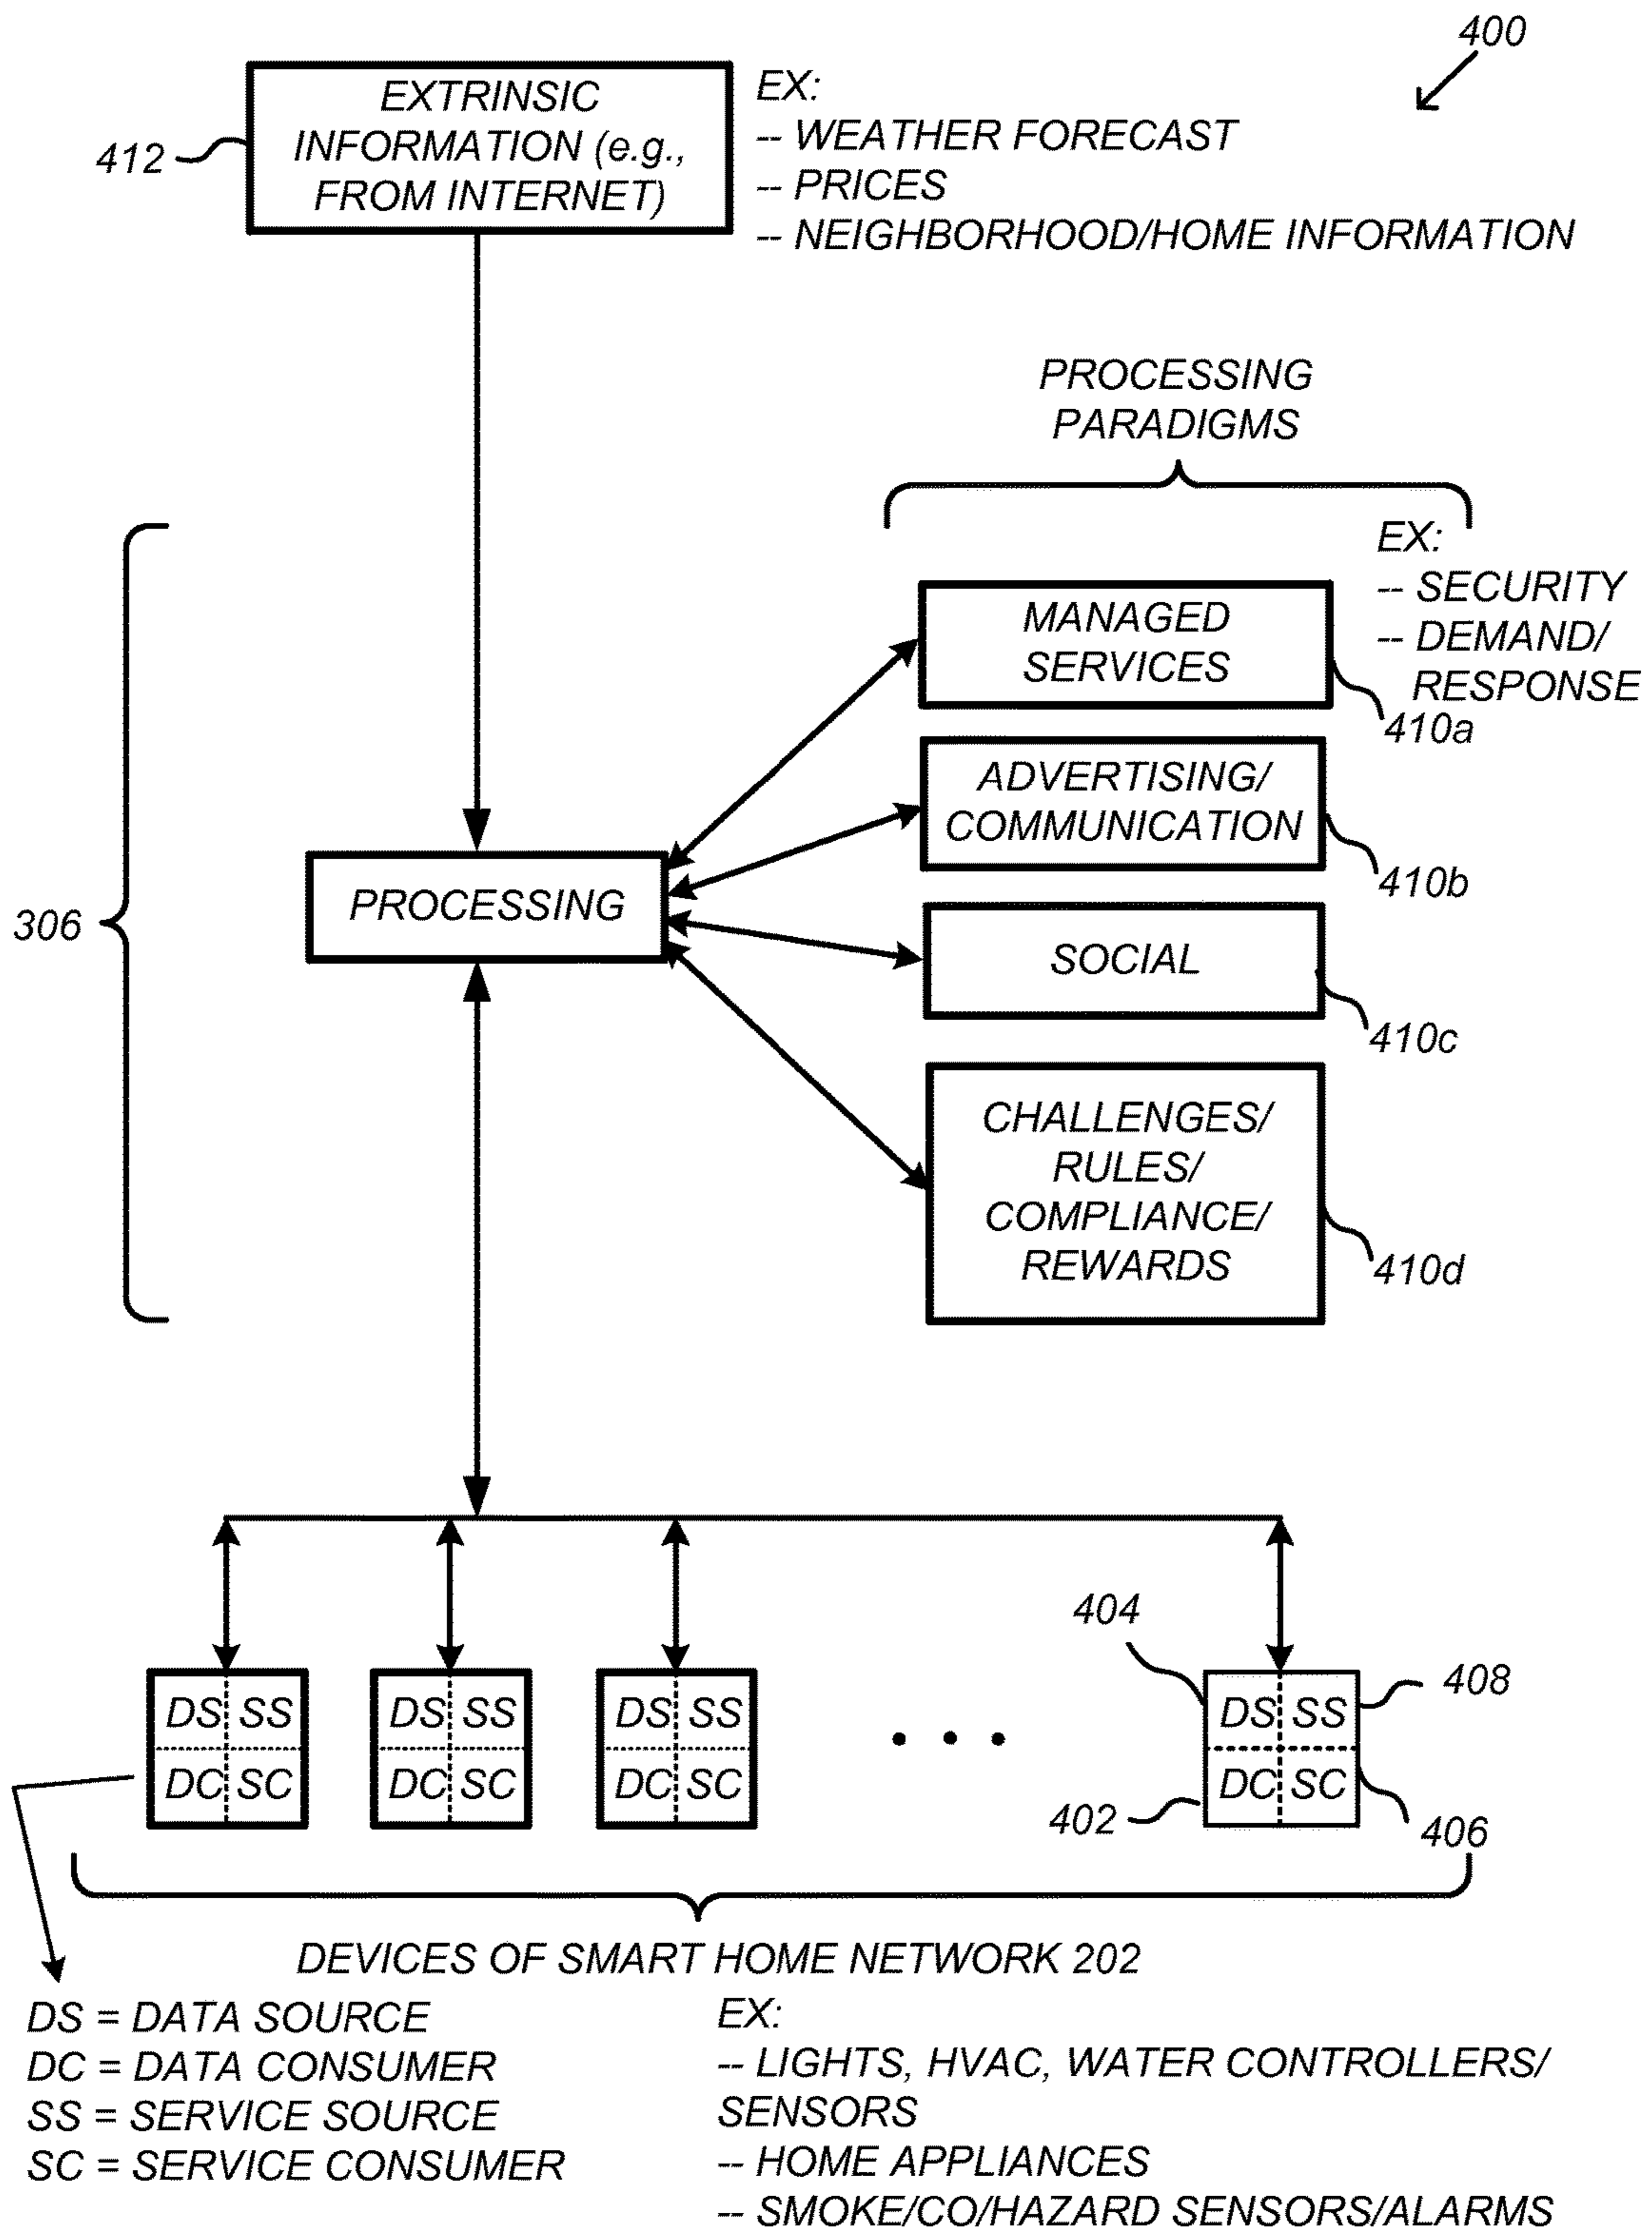 400
EXTRINSIC
INFORMATION (e.g.,
FROM INTERNET)
412
EX:
-- WEATHER FORECAST
-- PRICES
-- NEIGHBORHOOD/HOME INFORMATION
PROCESSING
PARADIGMS
EX:
-- SECURITY
-- DEMAND/
RESPONSE
MANAGED
SERVICES
410a
ADVERTISING/
COMMUNICATION
410b
306
PROCESSING
SOCIAL
410c
CHALLENGES/
RULES/
COMPLIANCE/
REWARDS
410d
404
408
DS SS
DC SC
DS SS
DC SC
DS SS
DC SC
DS SS
DC SC
402
406
DEVICES OF SMART HOME NETWORK 202
DS = DATA SOURCE
DC = DATA CONSUMER
SS = SERVICE SOURCE
SC = SERVICE CONSUMER
EX:
-- LIGHTS, HVAC, WATER CONTROLLERS/
SENSORS
-- HOME APPLIANCES
-- SMOKE/CO/HAZARD SENSORS/ALARMS